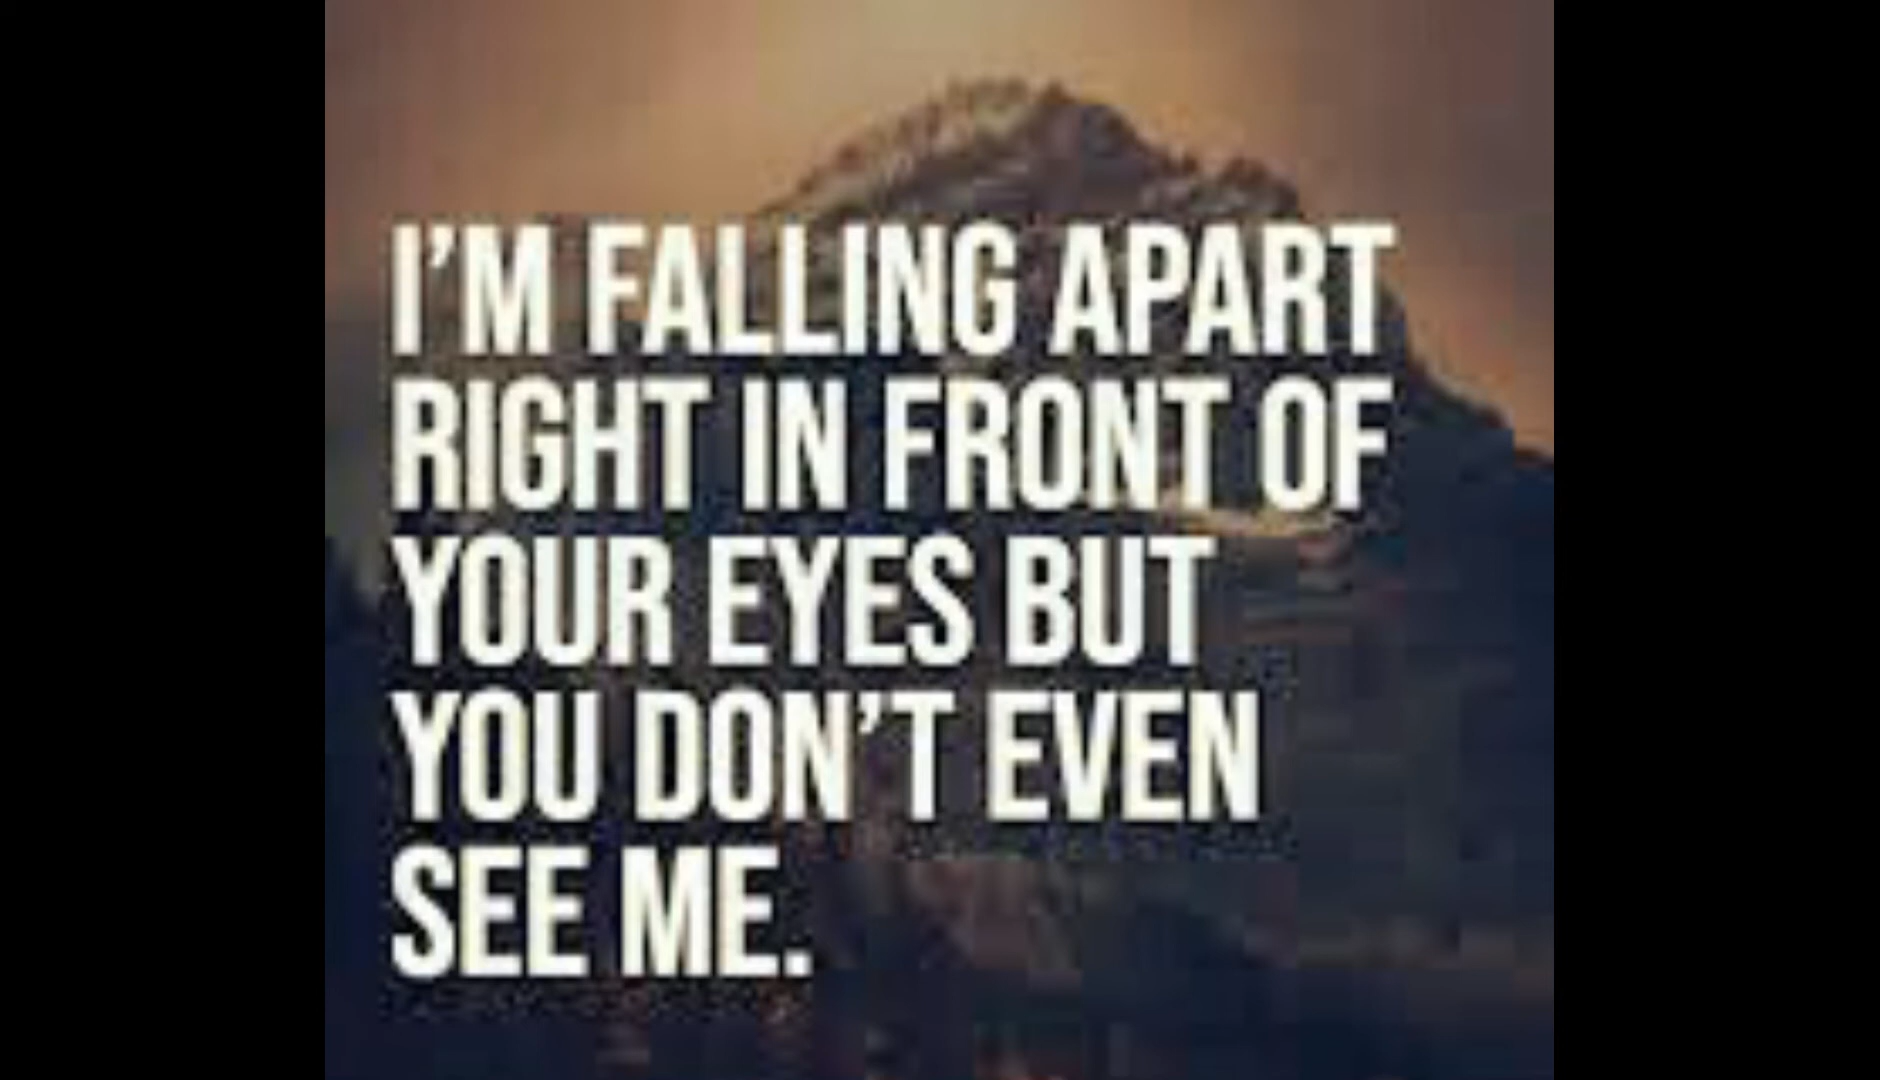 I'M FALLING APART
RIGHT IN FRONT OF
YOUR EYES BUT
YOU DON'T EVEN
SEE ME.